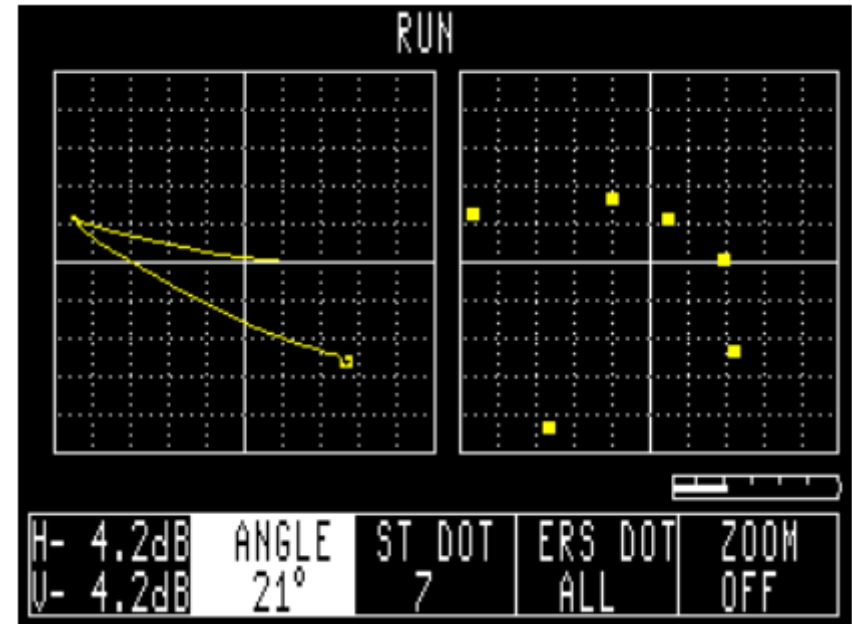 RUN
H- 4.2dB
V- 4.2dB
ANGLE
21°
ST DOT
7
ERS DOT
ALL
ZOOM
OFF